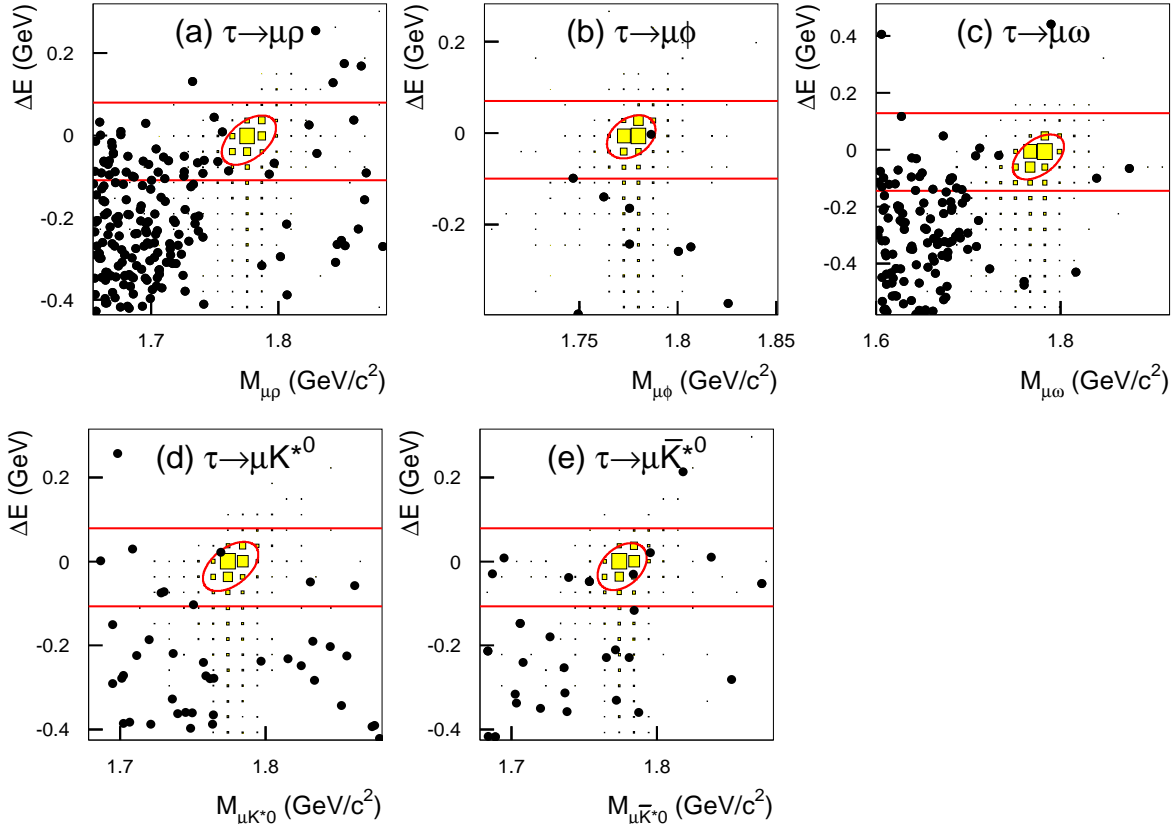 (a) τ→μρ
ΔE (GeV)
0.2
0
-0.2
-0.4
1.7 1.8
M_μρ (GeV/c²)
(b) τ→μϕ
ΔE (GeV)
0.2
0
-0.2
1.75 1.8 1.85
M_μϕ (GeV/c²)
(c) τ→μω
ΔE (GeV)
0.4
0.2
0
-0.2
-0.4
1.6 1.8
M_μω (GeV/c²)
(d) τ→μK*⁰
ΔE (GeV)
0.2
0
-0.2
-0.4
1.7 1.8
M_μK*0 (GeV/c²)
(e) τ→μK̅*⁰
ΔE (GeV)
0.2
0
-0.2
-0.4
1.7 1.8
M_μK̅*0 (GeV/c²)